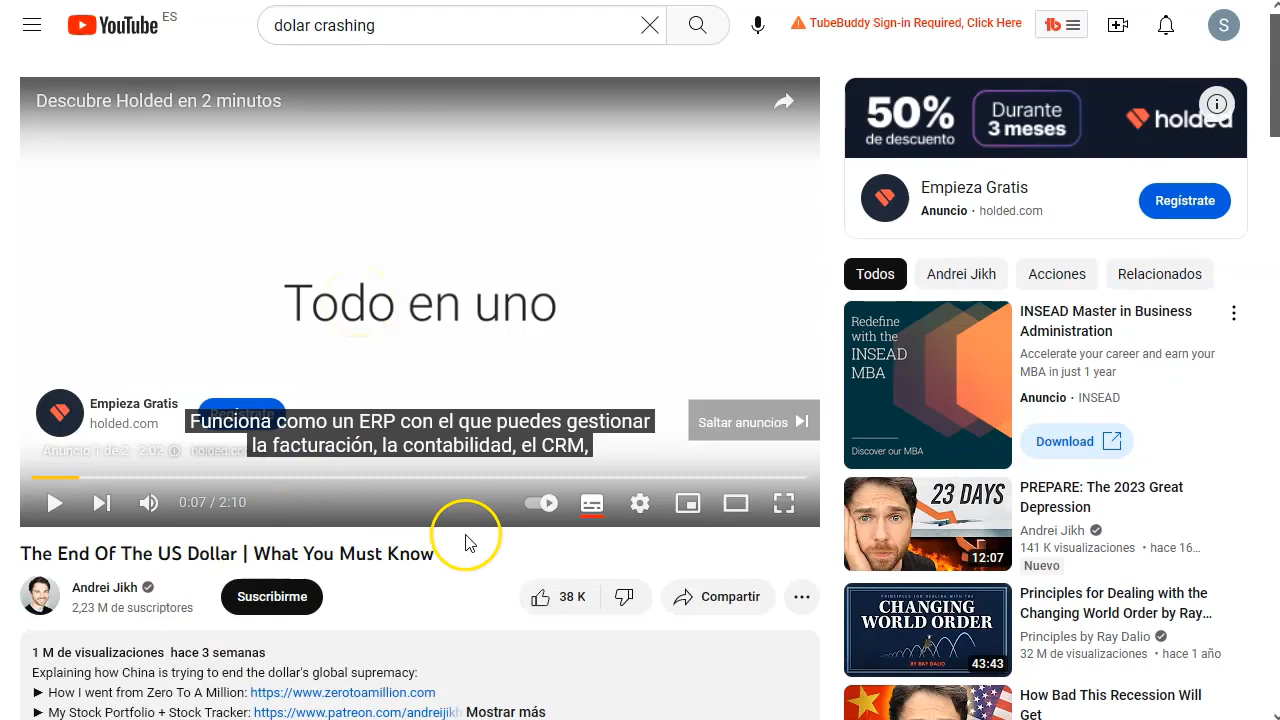 YouTube ES
dolar crashing
TubeBuddy Sign-in Required, Click Here
tb
S
Descubre Holded en 2 minutos
Todo en uno
Empieza Gratis
holded.com
Regístrate
Funciona como un ERP con el que puedes gestionar
la facturación, la contabilidad, el CRM,
Saltar anuncios
Anuncio 1 de 2 · 2:02
0:07 / 2:10
The End Of The US Dollar | What You Must Know
Andrei Jikh
2,23 M de suscriptores
Suscribirme
38 K
Compartir
1 M de visualizaciones hace 3 semanas
Explaining how China is trying to end the dollar's global supremacy:
► How I went from Zero To A Million: https://www.zerotoamillion.com
► My Stock Portfolio + Stock Tracker: https://www.patreon.com/andreijikh Mostrar más
50%
de descuento
Durante
3 meses
holded
Empieza Gratis
Anuncio · holded.com
Regístrate
Todos
Andrei Jikh
Acciones
Relacionados
Redefine
with the
INSEAD
MBA
Discover our MBA
INSEAD Master in Business
Administration
Accelerate your career and earn your
MBA in just 1 year
Anuncio · INSEAD
Download
23 DAYS
12:07
PREPARE: The 2023 Great
Depression
Andrei Jikh
141 K visualizaciones · hace 16...
Nuevo
PRINCIPLES FOR DEALING WITH THE
CHANGING
WORLD ORDER
BY RAY DALIO
43:43
Principles for Dealing with the
Changing World Order by Ray...
Principles by Ray Dalio
32 M de visualizaciones · hace 1 año
How Bad This Recession Will
Get